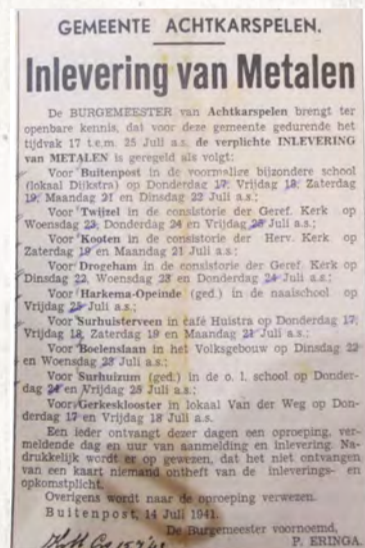 GEMEENTE ACHTKARSPELEN.
Inlevering van Metalen
De BURGEMEESTER van Achtkarspelen brengt ter
openbare kennis, dat voor deze gemeente gedurende het
tijdvak 17 t.e.m. 25 Juli a.s. de verplichte INLEVERING
van METALEN is geregeld als volgt:
Voor Buitenpost in de voormalige bijzondere school
(lokaal Dijkstra) op Donderdag 17, Vrijdag 18, Zaterdag
19, Maandag 21 en Dinsdag 22 Juli a.s.;
Voor Twijzel in de consistorie der Geref. Kerk op
Woensdag 23, Donderdag 24 en Vrijdag 25 Juli a.s.;
Voor Kooten in de consistorie der Herv. Kerk op
Zaterdag 19 en Maandag 21 Juli a.s.;
Voor Drogeham in de consistorie der Geref. Kerk op
Dinsdag 22, Woensdag 23 en Donderdag 24 Juli a.s.;
Voor Harkema-Opeinde (ged.) in de naaischool op
Vrijdag 25 Juli a.s.;
Voor Surhuisterveen in café Huistra op Donderdag 17,
Vrijdag 18, Zaterdag 19 en Maandag 21 Juli a.s.;
Voor Boelenslaan in het Volksgebouw op Dinsdag 22
en Woensdag 23 Juli a.s.;
Voor Surhuizum (ged.) in de o. l. school op Donder-
dag 24 en Vrijdag 25 Juli a.s.;
Voor Gerkesklooster in lokaal Van der Weg op Don-
derdag 17 en Vrijdag 18 Juli a.s.
Een ieder ontvangt dezer dagen een oproeping, ver-
meldende dag en uur van aanmelding en inlevering. Na-
drukkelijk wordt er op gewezen, dat het niet ontvangen
van een kaart niemand ontheft van de inleverings- en
opkomstplicht.
Overigens wordt naar de oproeping verwezen.
Buitenpost, 14 Juli 1941.
De Burgemeester voornoemd,
P. ERINGA.